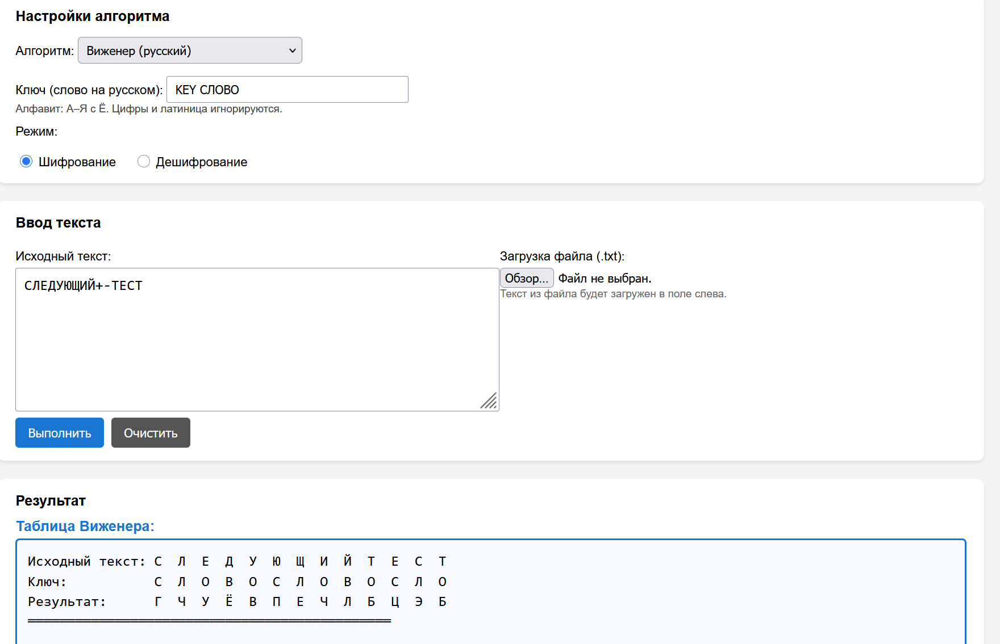 Настройки алгоритма
Алгоритм: Виженер (русский)
Ключ (слово на русском): KEY СЛОВО
Алфавит: А–Я с Ё. Цифры и латиница игнорируются.
Режим:
Шифрование Дешифрование
Ввод текста
Исходный текст: Загрузка файла (.txt):
СЛЕДУЮЩИЙ+-ТЕСТ
Обзор... Файл не выбран.
Текст из файла будет загружен в поле слева.
Выполнить Очистить
Результат
Таблица Виженера:
Исходный текст: С Л Е Д У Ю Щ И Й Т Е С Т
Ключ: С Л О В О С Л О В О С Л О
Результат: Г Ч У Ё В П Е Ч Л Б Ц Э Б
══════════════════════════════════════════════